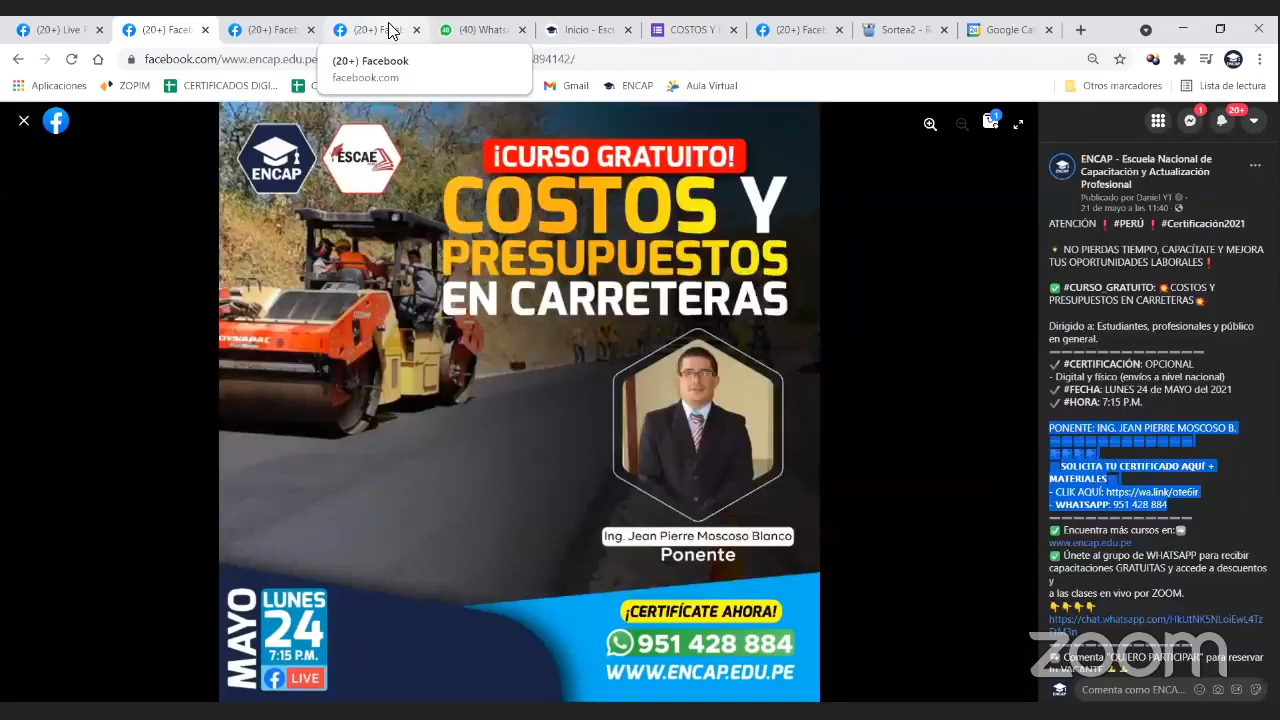 (20+) Live
(20+) Faceb
(20+) Faceb
(20+) Faceb
(40) Whats
Inicio - Escu
COSTOS Y
(20+) Faceb
Sortea2 - R
Google Ca
(20+) Facebook
facebook.com
facebook.com/www.encap.edu.pe
894142/
Aplicaciones
ZOPIM
CERTIFICADOS DIGI...
Gmail
ENCAP
Aula Virtual
Otros marcadores
Lista de lectura
ENCAP
ESCAE
¡CURSO GRATUITO!
COSTOS Y
PRESUPUESTOS
EN CARRETERAS
DYNAPAC
Ing. Jean Pierre Moscoso Blanco
Ponente
MAYO
LUNES
24
7:15 P.M.
LIVE
¡CERTIFÍCATE AHORA!
951 428 884
WWW.ENCAP.EDU.PE
1
1
20+
ENCAP - Escuela Nacional de
Capacitación y Actualización
Profesional
Publicado por Daniel YT
21 de mayo a las 11:40
ATENCIÓN ❗ #PERÚ ❗ #Certificación2021
NO PIERDAS TIEMPO, CAPACÍTATE Y MEJORA
TUS OPORTUNIDADES LABORALES❗
✅ #CURSO_GRATUITO: 💥COSTOS Y
PRESUPUESTOS EN CARRETERAS💥
Dirigido a: Estudiantes, profesionales y público
en general.
✔ #CERTIFICACIÓN: OPCIONAL
- Digital y físico (envíos a nivel nacional)
✔ #FECHA: LUNES 24 de MAYO del 2021
✔ #HORA: 7:15 P.M.
PONENTE: ING. JEAN PIERRE MOSCOSO B.
SOLICITA TU CERTIFICADO AQUÍ +
MATERIALES
- CLIK AQUÍ: https://wa.link/ote6ir
- WHATSAPP: 951 428 884
✅ Encuentra más cursos en:
www.encap.edu.pe
✅ Únete al grupo de WHATSAPP para recibir
capacitaciones GRATUITAS y accede a descuentos
y
a las clases en vivo por ZOOM.
👇👇👇👇
Comenta "QUIERO PARTICIPAR" para reservar
tu VACANTE
Comenta como ENCA...
zoom